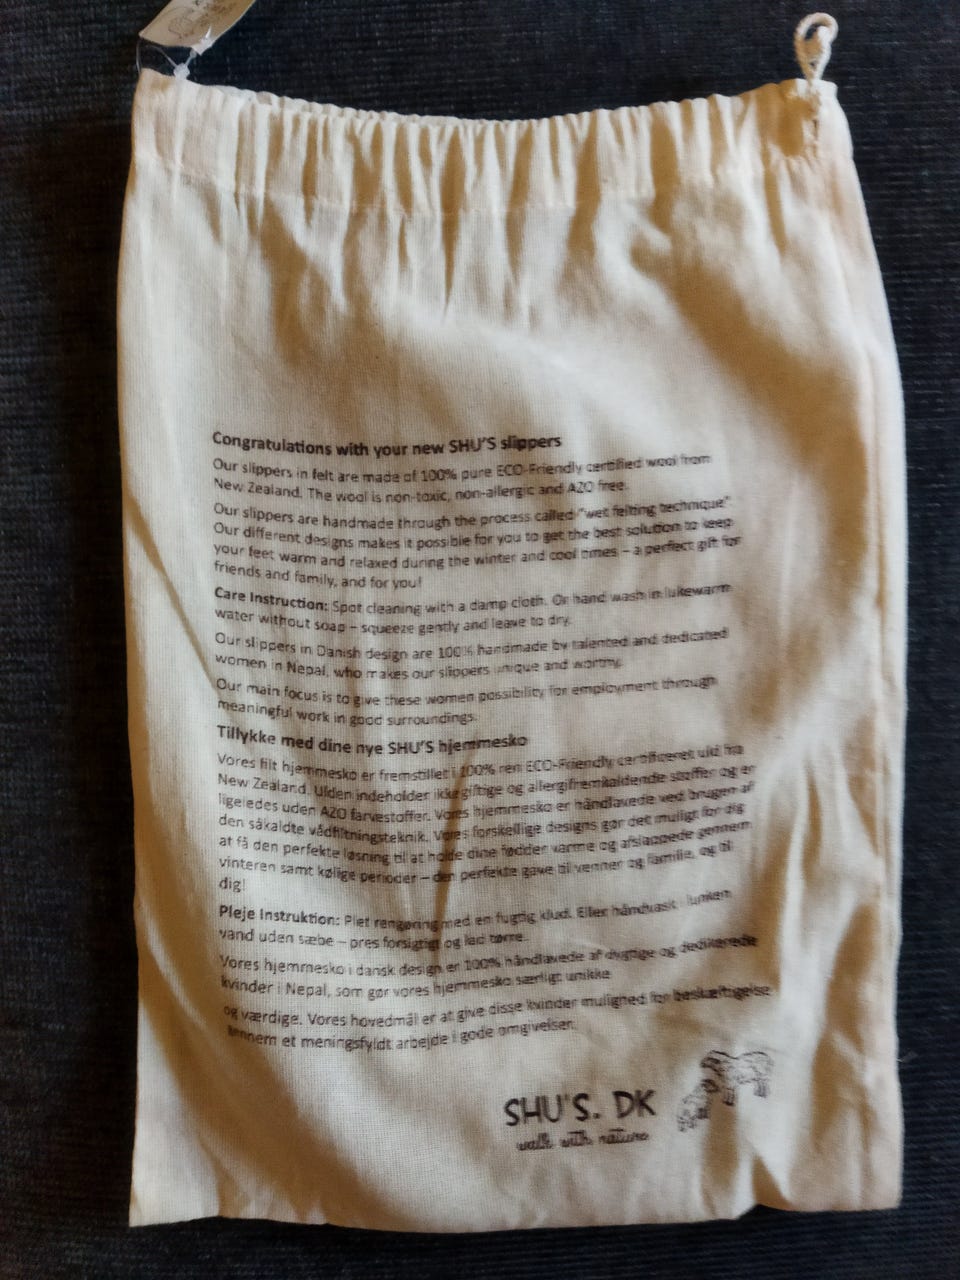 Congratulations with your new SHU'S slippers
Our slippers in felt are made of 100% pure ECO-Friendly certified wool from
New Zealand. The wool is non-toxic, non-allergic and AZO free.
Our slippers are handmade through the process called "wet felting technique"
Our different designs makes it possible for you to get the best solution to keep
your feet warm and relaxed during the winter and cool times – a perfect gift for
friends and family, and for you!
Care Instruction: Spot cleaning with a damp cloth. Or hand wash in lukewarm
water without soap – squeeze gently and leave to dry.
Our slippers in Danish design are 100% handmade by talented and dedicated
women in Nepal, who makes our slippers unique and worthy.
Our main focus is to give these women possibility for employment through
meaningful work in good surroundings.
Tillykke med dine nye SHU'S hjemmesko
Vores filt hjemmesko er fremstillet i 100% ren ECO-Friendly certificeret uld fra
New Zealand. Ulden indeholder ikke giftige og allergifremkaldende stoffer og er
ligeledes uden AZO farvestoffer. Vores hjemmesko er håndlavede ved brugen af
den såkaldte vådfiltningsteknik. Vores forskellige designs gør det muligt for dig
at få den perfekte løsning til at holde dine fødder varme og afslappede gennem
vinteren samt kølige perioder – den perfekte gave til venner og familie, og til
dig!
Pleje Instruktion: Plet rengøring med en fugtig klud. Eller håndvask i lunken
vand uden sæbe – pres forsigtigt og lad tørre.
Vores hjemmesko i dansk design er 100% håndlavede af dygtige og dedikerede
kvinder i Nepal, som gør vores hjemmesko særligt unikke
og værdige. Vores hovedmål er at give disse kvinder mulighed for beskæftigelse
gennem et meningsfyldt arbejde i gode omgivelser.
SHU'S. DK
walk with nature